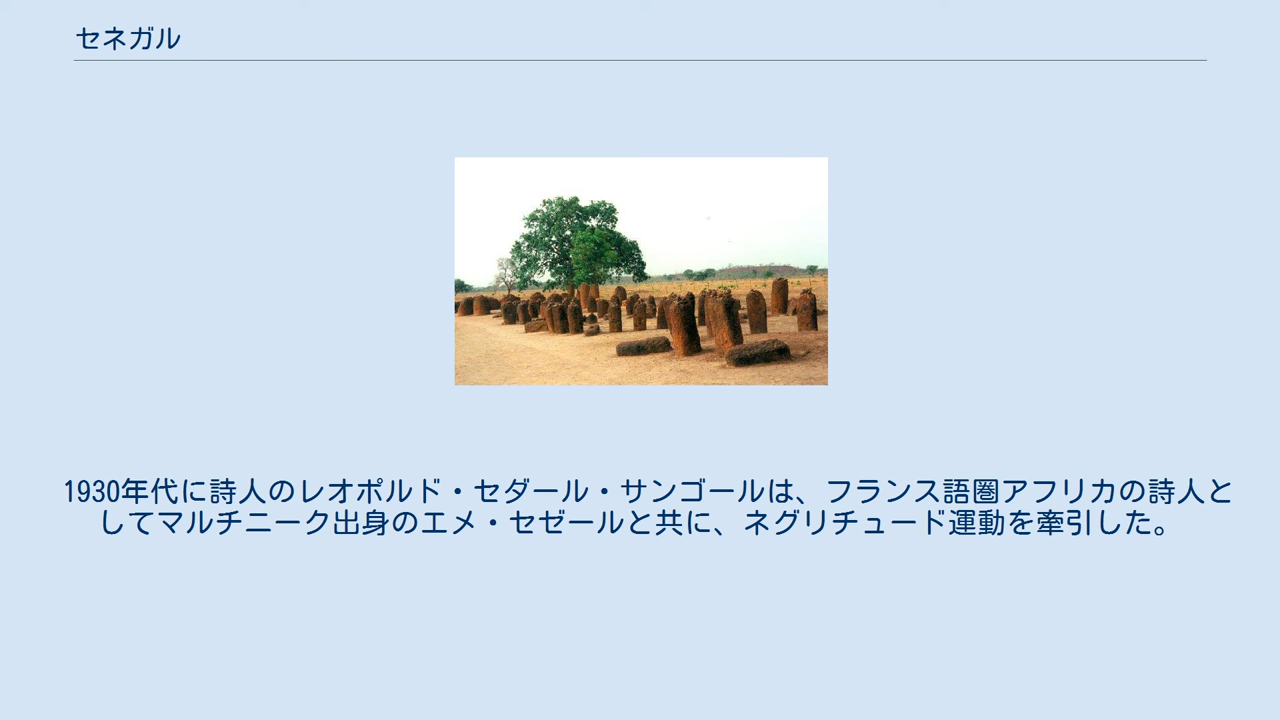 セネガル
1930年代に詩人のレオポルド・セダール・サンゴールは、フランス語圏アフリカの詩人と
してマルチニーク出身のエメ・セゼールと共に、ネグリチュード運動を牽引した。